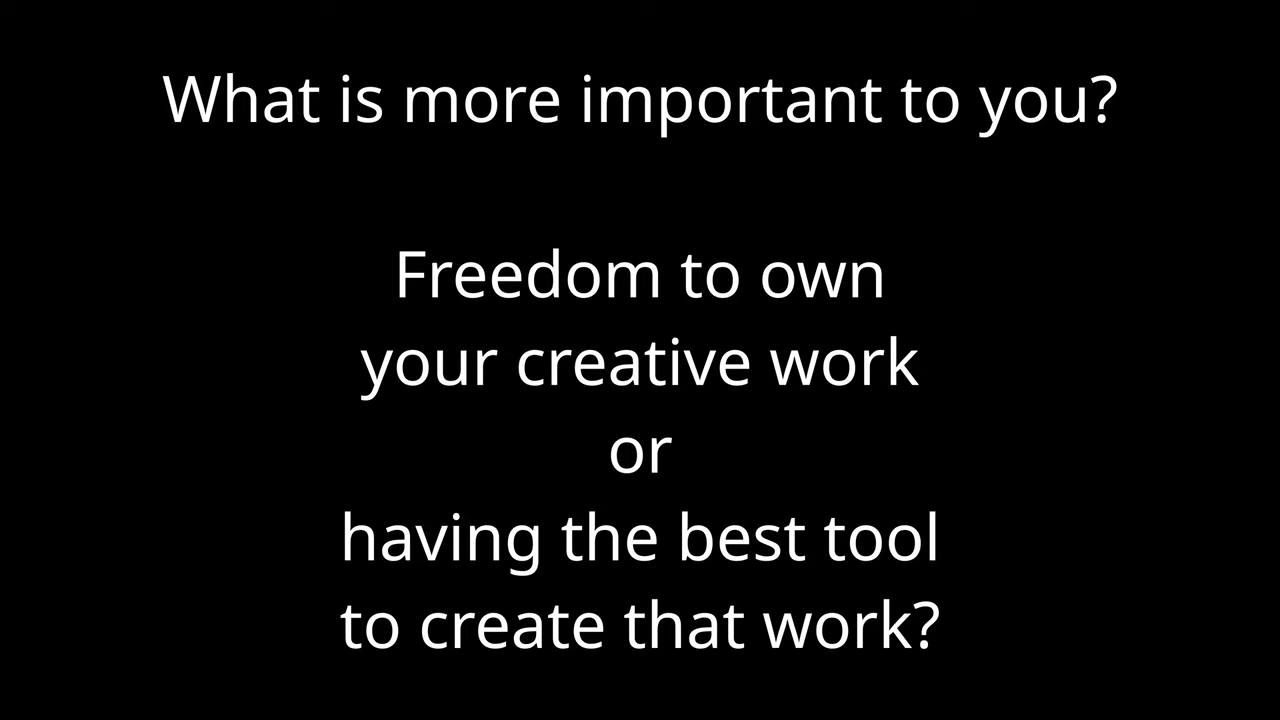 What is more important to you?
Freedom to own
your creative work
or
having the best tool
to create that work?